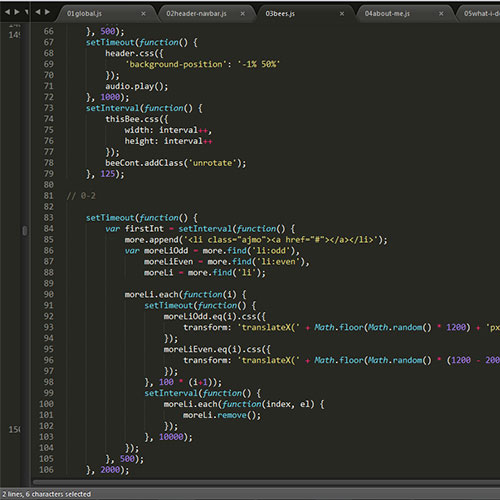 01global.js
02header-navbar.js
03bees.js
04about-me.js
05what-i-d
149
150
66 }, 500);
67 setTimeout(function() {
68 header.css({
69 'background-position': '-1% 50%'
70 });
71 audio.play();
72 }, 1000);
73 setInterval(function() {
74 thisBee.css({
75 width: interval++,
76 height: interval++
77 });
78 beeCont.addClass('unrotate');
79 }, 125);
80
81 // 0-2
82
83 setTimeout(function() {
84 var firstInt = setInterval(function() {
85 more.append('<li class="ajmo"><a href="#"></a></li>');
86 var moreLiOdd = more.find('li:odd'),
87 moreLiEven = more.find('li:even'),
88 moreLi = more.find('li');
89
90 moreLi.each(function(i) {
91 setTimeout(function() {
92 moreLiOdd.eq(i).css({
93 transform: 'translateX(' + Math.floor(Math.random() * 1200) + 'px
94 });
95 moreLiEven.eq(i).css({
96 transform: 'translateX(' + Math.floor(Math.random() * (1200 - 200
97 });
98 }, 100 * (i+1));
99 setInterval(function() {
100 moreLi.each(function(index, el) {
101 moreLi.remove();
102 });
103 }, 10000);
104 });
105 }, 500);
106 }, 2000);
2 lines, 6 characters selected